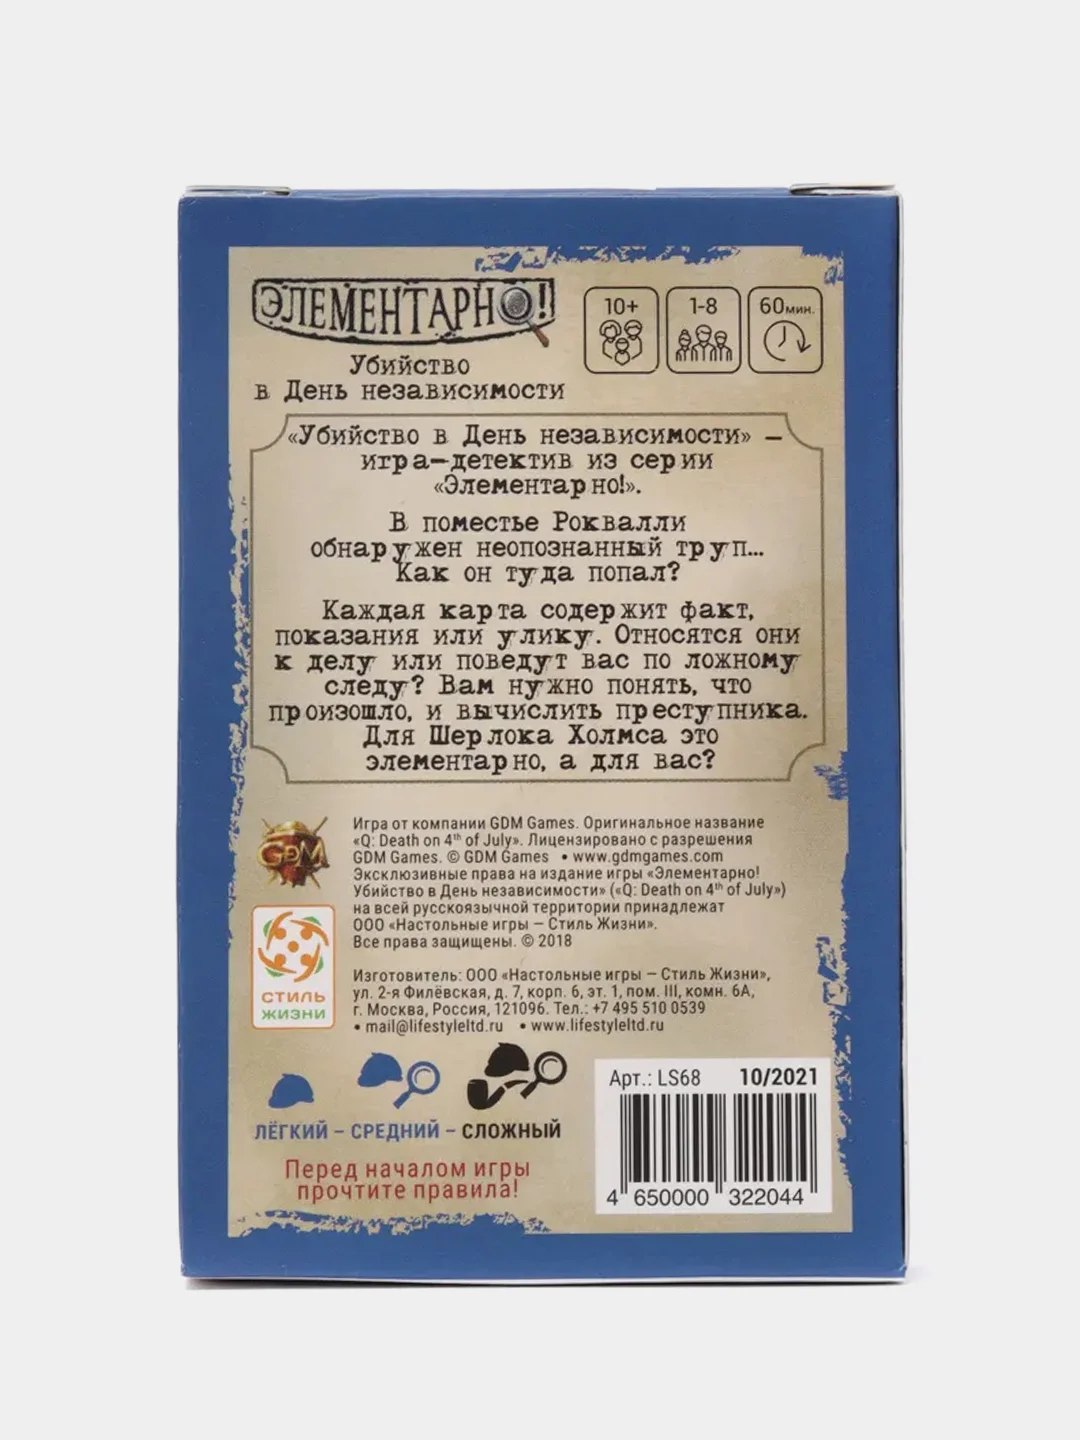 ЭЛЕМЕНТАРНО!
Убийство
в День независимости
10+
1-8
60мин.
«Убийство в День независимости» —
игра-детектив из серии
«Элементарно!».
В поместье Роквалли
обнаружен неопознанный труп...
Как он туда попал?
Каждая карта содержит факт,
показания или улику. Относятся они
к делу или поведут вас по ложному
следу? Вам нужно понять, что
произошло, и вычислить преступника.
Для Шерлока Холмса это
элементарно, а для вас?
GDM
Игра от компании GDM Games. Оригинальное название
«Q: Death on 4th of July». Лицензировано с разрешения
GDM Games. © GDM Games • www.gdmgames.com
Эксклюзивные права на издание игры «Элементарно!
Убийство в День независимости» («Q: Death on 4th of July»)
на всей русскоязычной территории принадлежат
ООО «Настольные игры — Стиль Жизни».
Все права защищены. © 2018
СТИЛЬ
ЖИЗНИ
Изготовитель: ООО «Настольные игры — Стиль Жизни»,
ул. 2-я Филёвская, д. 7, корп. 6, эт. 1, пом. III, комн. 6А,
г. Москва, Россия, 121096. Тел.: +7 495 510 0539
• mail@lifestyleltd.ru • www.lifestyleltd.ru
ЛЁГКИЙ – СРЕДНИЙ – СЛОЖНЫЙ
Перед началом игры
прочтите правила!
Арт.: LS68 10/2021
4 650000 322044